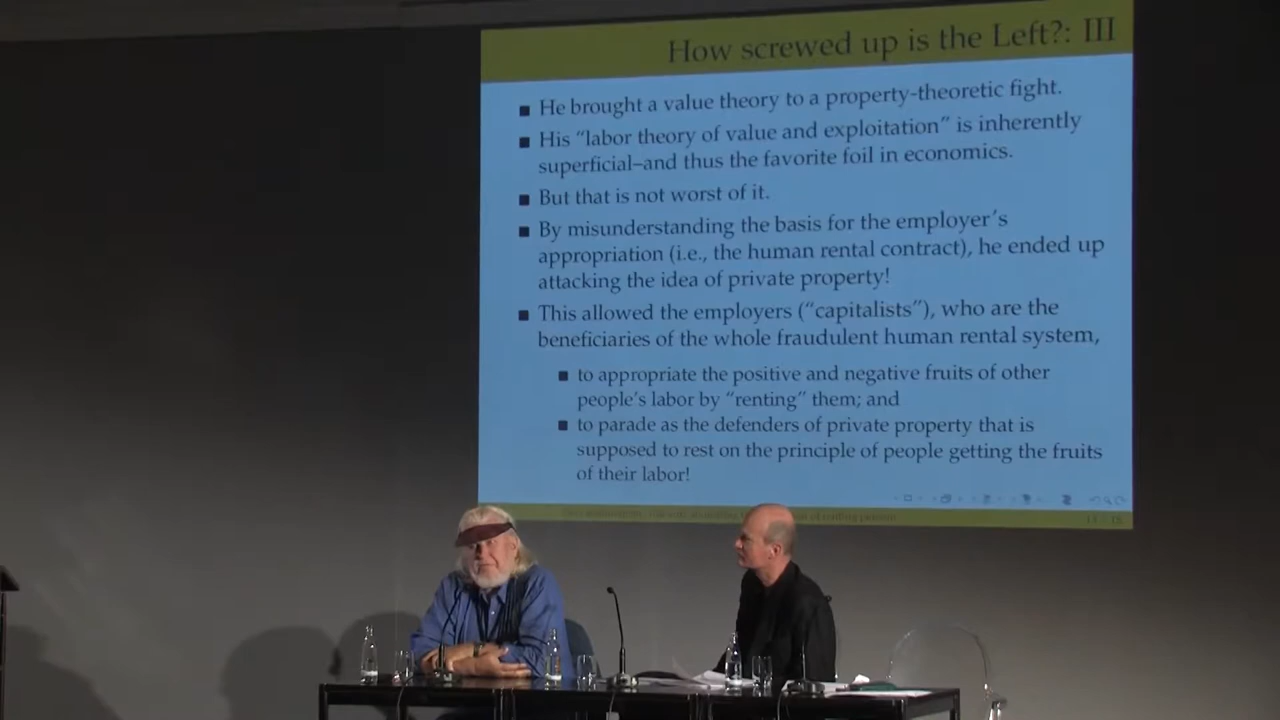 How screwed up is the Left?: III
■ He brought a value theory to a property-theoretic fight.
■ His “labor theory of value and exploitation” is inherently
superficial–and thus the favorite foil in economics.
■ But that is not worst of it.
■ By misunderstanding the basis for the employer's
appropriation (i.e., the human rental contract), he ended up
attacking the idea of private property!
■ This allowed the employers (“capitalists”), who are the
beneficiaries of the whole fraudulent human rental system,
■ to appropriate the positive and negative fruits of other
people's labor by “renting” them; and
■ to parade as the defenders of private property that is
supposed to rest on the principle of people getting the fruits
of their labor!